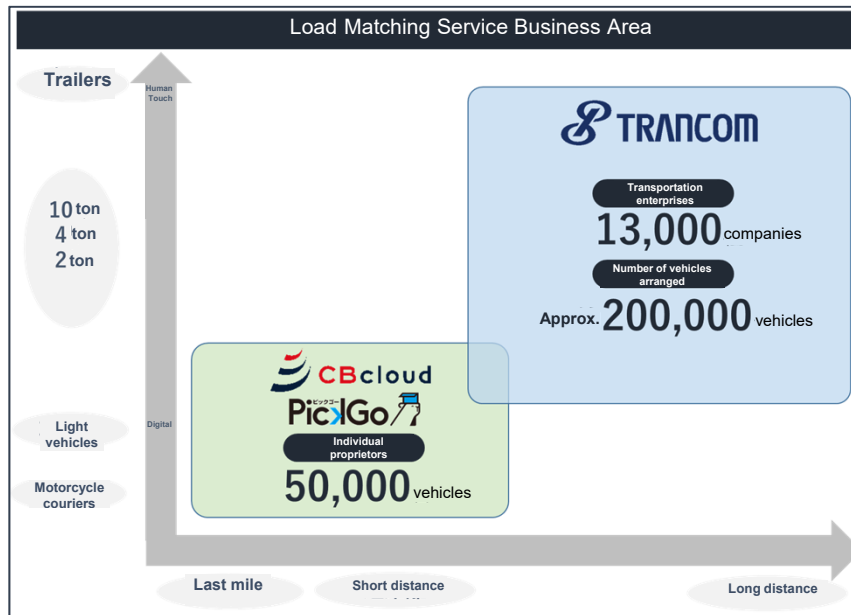 Load Matching Service Business Area
Trailers
Human
Touch
TRANCOM
Transportation
enterprises
13,000 companies
10 ton
4 ton
2 ton
Number of vehicles
arranged
Approx. 200,000 vehicles
CBcloud
ピックゴー
PickGo
Light
vehicles
Digital
Individual
proprietors
50,000 vehicles
Motorcycle
couriers
Last mile
Short distance
Long distance